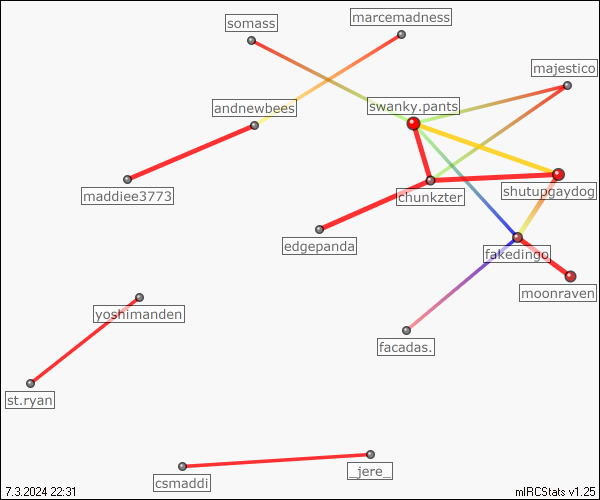 somass
marcemadness
majestico
andnewbees
swanky.pants
maddiee3773
chunkzter
shutupgaydog
edgepanda
fakedingo
moonraven
yoshimanden
facadas.
st.ryan
csmaddi
_jere_
7.3.2024 22:31
mIRCStats v1.25